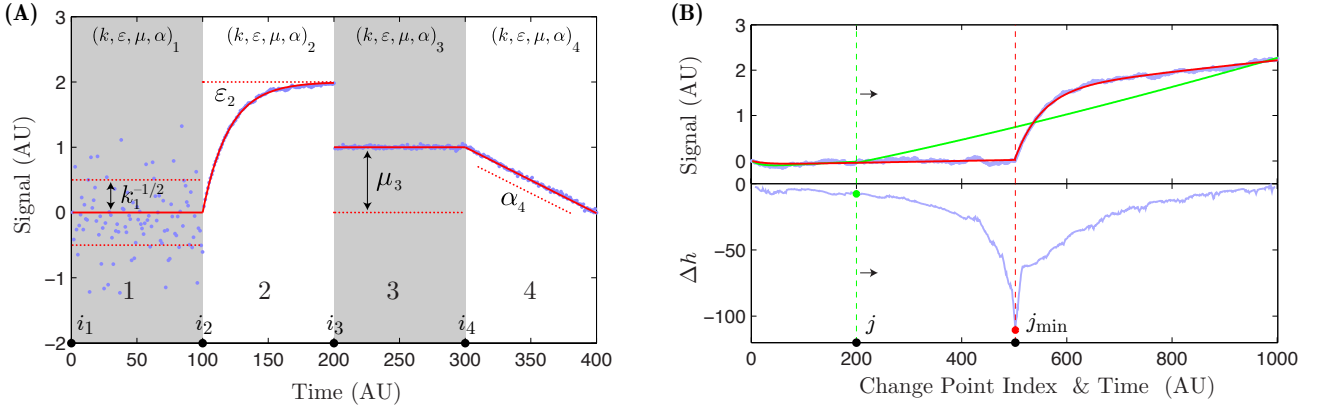 (A)
(k, ε, μ, α)₁ (k, ε, μ, α)₂ (k, ε, μ, α)₃ (k, ε, μ, α)₄
3
2
1
0
−1
−2
Signal (AU)
k₁^{-1/2}
ε₂
μ₃
α₄
1 2 3 4
i₁ i₂ i₃ i₄
0 50 100 150 200 250 300 350 400
Time (AU)
(B)
3
2
1
0
Signal (AU)
0
−50
−100
Δh
j
j_min
0 200 400 600 800 1000
Change Point Index & Time (AU)